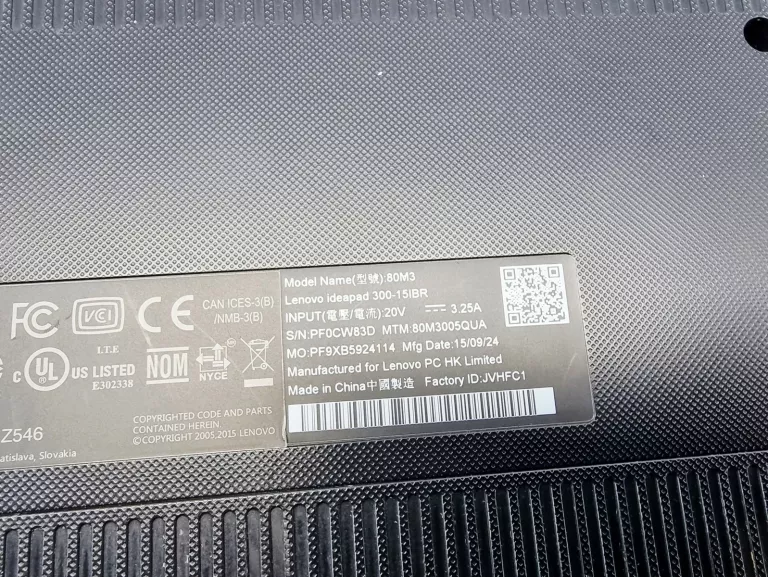 FC
VCI
CE
CAN ICES-3(B)
/NMB-3(B)
I.T.E
C UL US LISTED
E302338
NOM
NYCE
COPYRIGHTED CODE AND PARTS
CONTAINED HEREIN.
© COPYRIGHT 2005,2015 LENOVO
Z546
atislava, Slovakia
Model Name(型號):80M3
Lenovo ideapad 300-15IBR
INPUT(電壓/電流):20V ⎓ 3.25A
S/N:PF0CW83D MTM:80M3005QUA
MO:PF9XB5924114 Mfg Date:15/09/24
Manufactured for Lenovo PC HK Limited
Made in China中國製造 Factory ID:JVHFC1